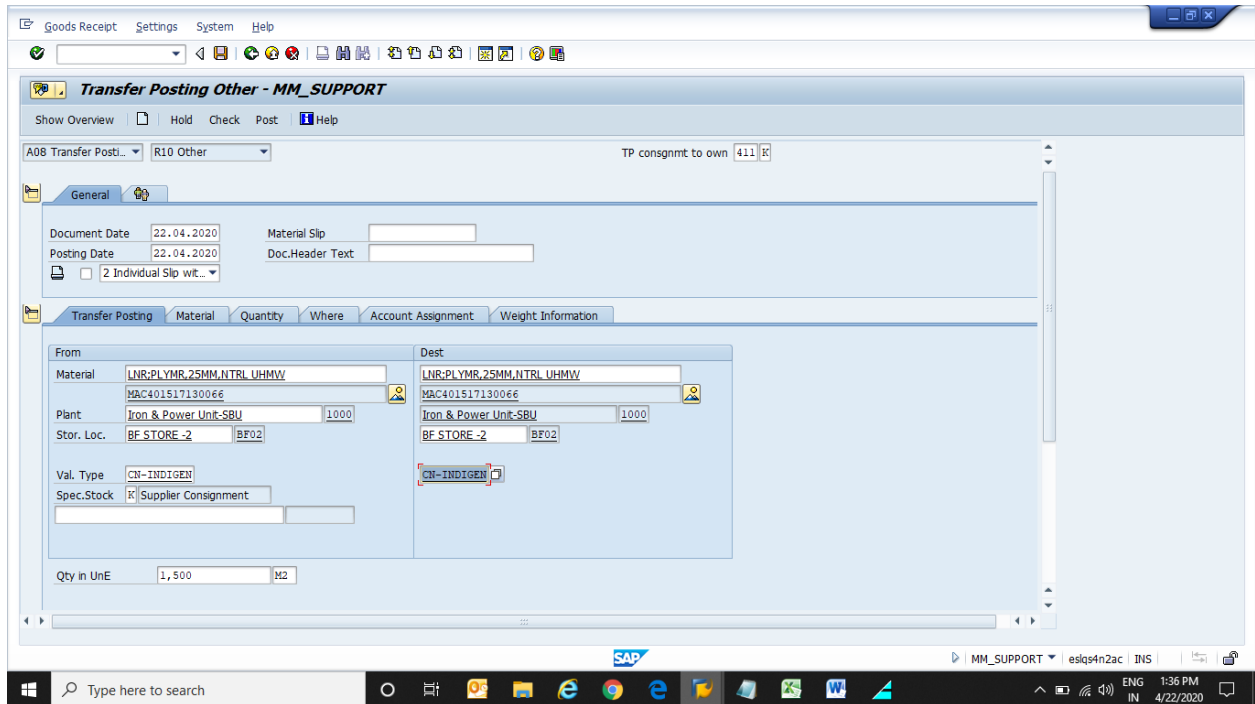 Goods Receipt Settings System Help
Transfer Posting Other - MM_SUPPORT
Show Overview Hold Check Post Help
A08 Transfer Posti... R10 Other TP consgnmt to own 411 K
General
Document Date 22.04.2020 Material Slip
Posting Date 22.04.2020 Doc.Header Text
2 Individual Slip wit...
Transfer Posting Material Quantity Where Account Assignment Weight Information
From Dest
Material LNR;PLYMR,25MM,NTRL UHMW LNR;PLYMR,25MM,NTRL UHMW
MAC401517130066 MAC401517130066
Plant Iron & Power Unit-SBU 1000 Iron & Power Unit-SBU 1000
Stor. Loc. BF STORE -2 BF02 BF STORE -2 BF02
Val. Type CN-INDIGEN CN-INDIGEN
Spec.Stock K Supplier Consignment
Qty in UnE 1,500 M2
SAP MM_SUPPORT eslqs4n2ac INS
Type here to search ENG 1:36 PM
IN 4/22/2020